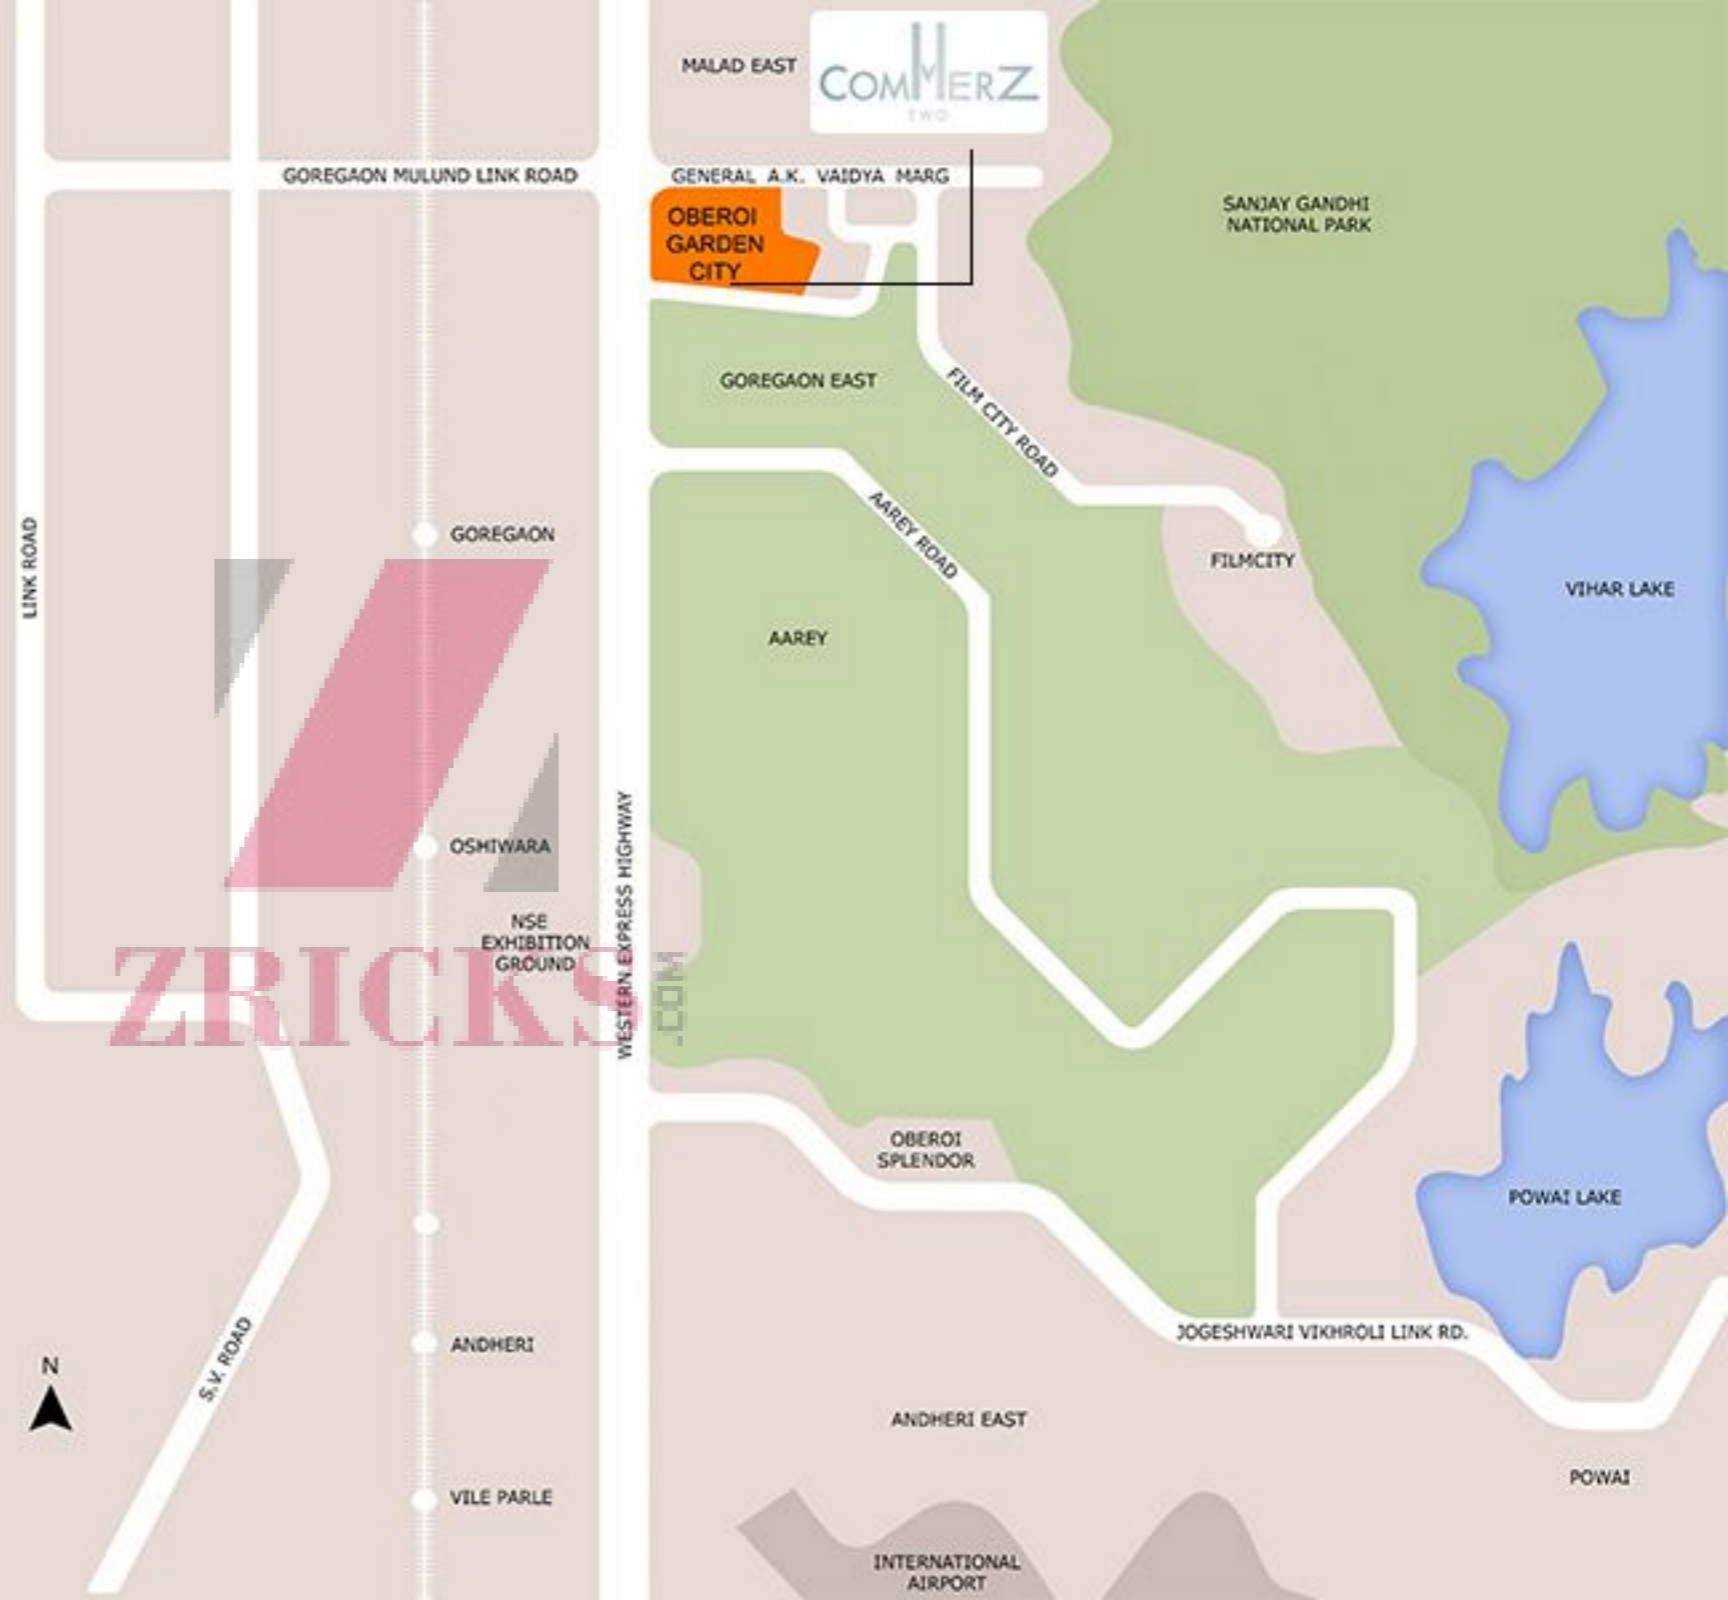 MALAD EAST
COMMERZ
TWO
GOREGAON MULUND LINK ROAD
GENERAL A.K. VAIDYA MARG
OBEROI
GARDEN
CITY
SANJAY GANDHI
NATIONAL PARK
GOREGAON EAST
FILM CITY ROAD
LINK ROAD
GOREGAON
AAREY ROAD
FILMCITY
VIHAR LAKE
AAREY
OSHIWARA
WESTERN EXPRESS HIGHWAY
NSE
EXHIBITION
GROUND
ZRICKS
.COM
OBEROI
SPLENDOR
POWAI LAKE
JOGESHWARI VIKHROLI LINK RD.
S.V. ROAD
ANDHERI
N
ANDHERI EAST
POWAI
VILE PARLE
INTERNATIONAL
AIRPORT